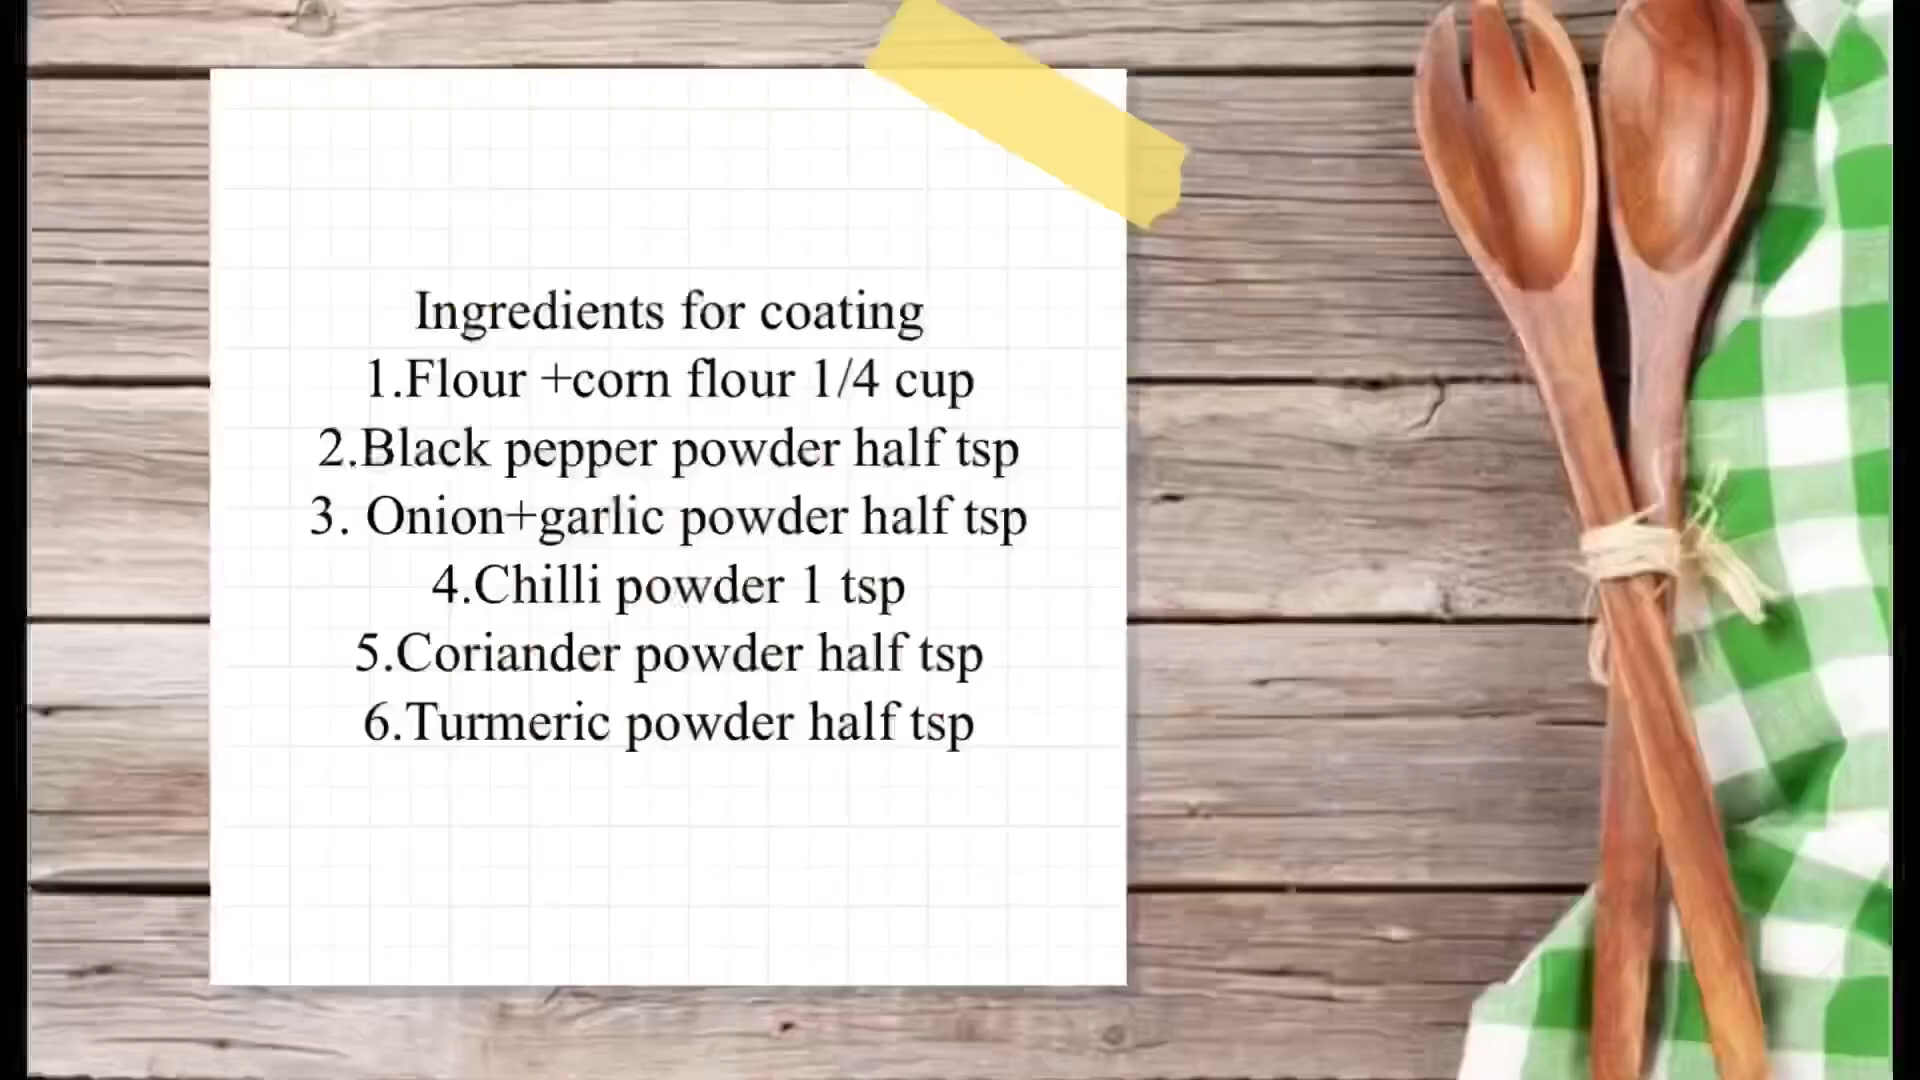 Ingredients for coating
1.Flour +corn flour 1/4 cup
2.Black pepper powder half tsp
3. Onion+garlic powder half tsp
4.Chilli powder 1 tsp
5.Coriander powder half tsp
6.Turmeric powder half tsp